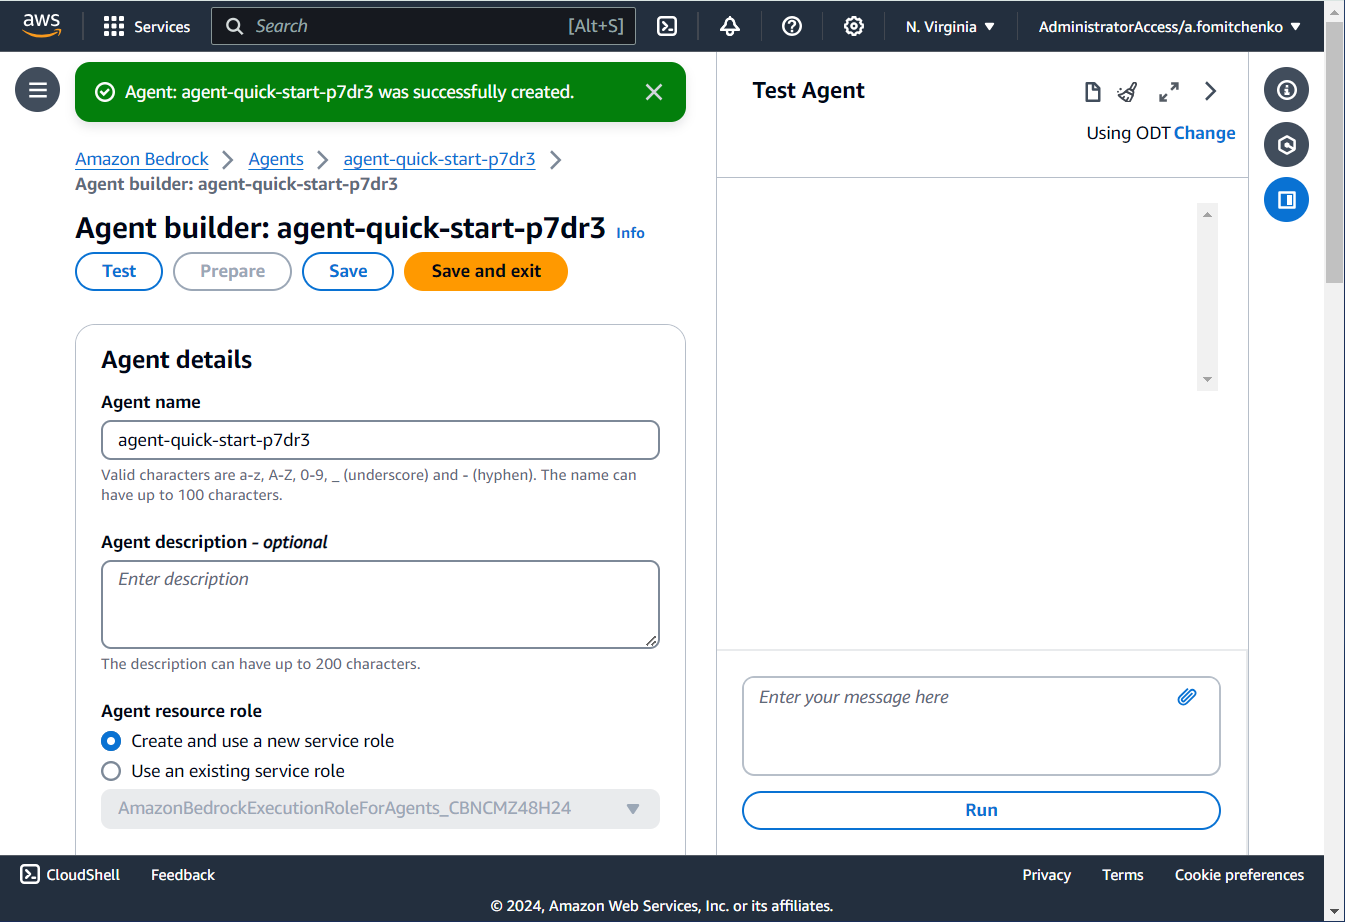 aws
Services
Search
[Alt+S]
N. Virginia
AdministratorAccess/a.fomitchenko
Agent: agent-quick-start-p7dr3 was successfully created.
Amazon Bedrock
Agents
agent-quick-start-p7dr3
Agent builder: agent-quick-start-p7dr3
Agent builder: agent-quick-start-p7dr3 Info
Test
Prepare
Save
Save and exit
Agent details
Agent name
agent-quick-start-p7dr3
Valid characters are a-z, A-Z, 0-9, _ (underscore) and - (hyphen). The name can
have up to 100 characters.
Agent description - optional
Enter description
The description can have up to 200 characters.
Agent resource role
Create and use a new service role
Use an existing service role
AmazonBedrockExecutionRoleForAgents_CBNCMZ48H24
Test Agent
Using ODT Change
Enter your message here
Run
CloudShell
Feedback
Privacy
Terms
Cookie preferences
© 2024, Amazon Web Services, Inc. or its affiliates.